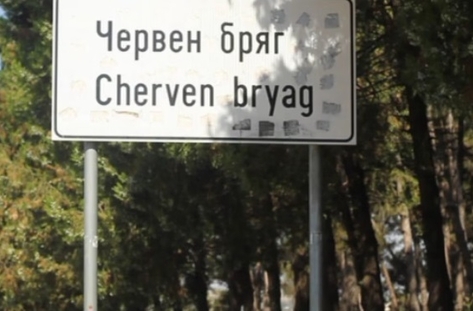 Червен бряг
Cherven bryag